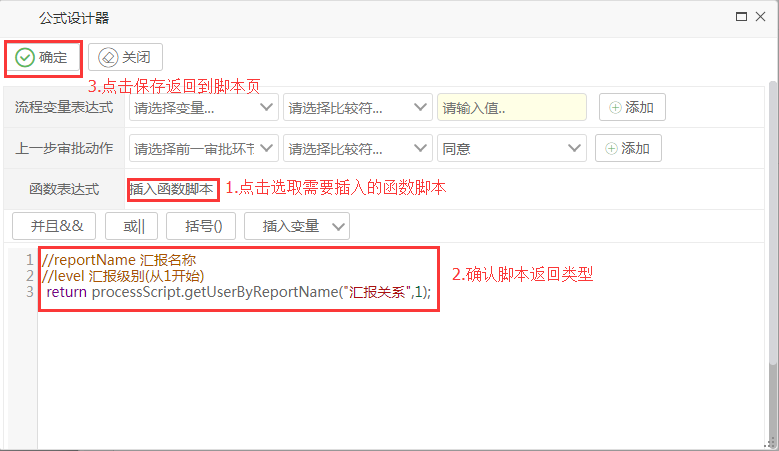 公式设计器
确定
关闭
3.点击保存返回到脚本页
流程变量表达式
请选择变量...
请选择比较符...
请输入值..
添加
上一步审批动作
请选择前一审批环节
请选择比较符...
同意
添加
函数表达式
插入函数脚本
1.点击选取需要插入的函数脚本
并且&&
或||
括号()
插入变量
1 //reportName 汇报名称
2 //level 汇报级别(从1开始)
3 return processScript.getUserByReportName("汇报关系",1);
2.确认脚本返回类型